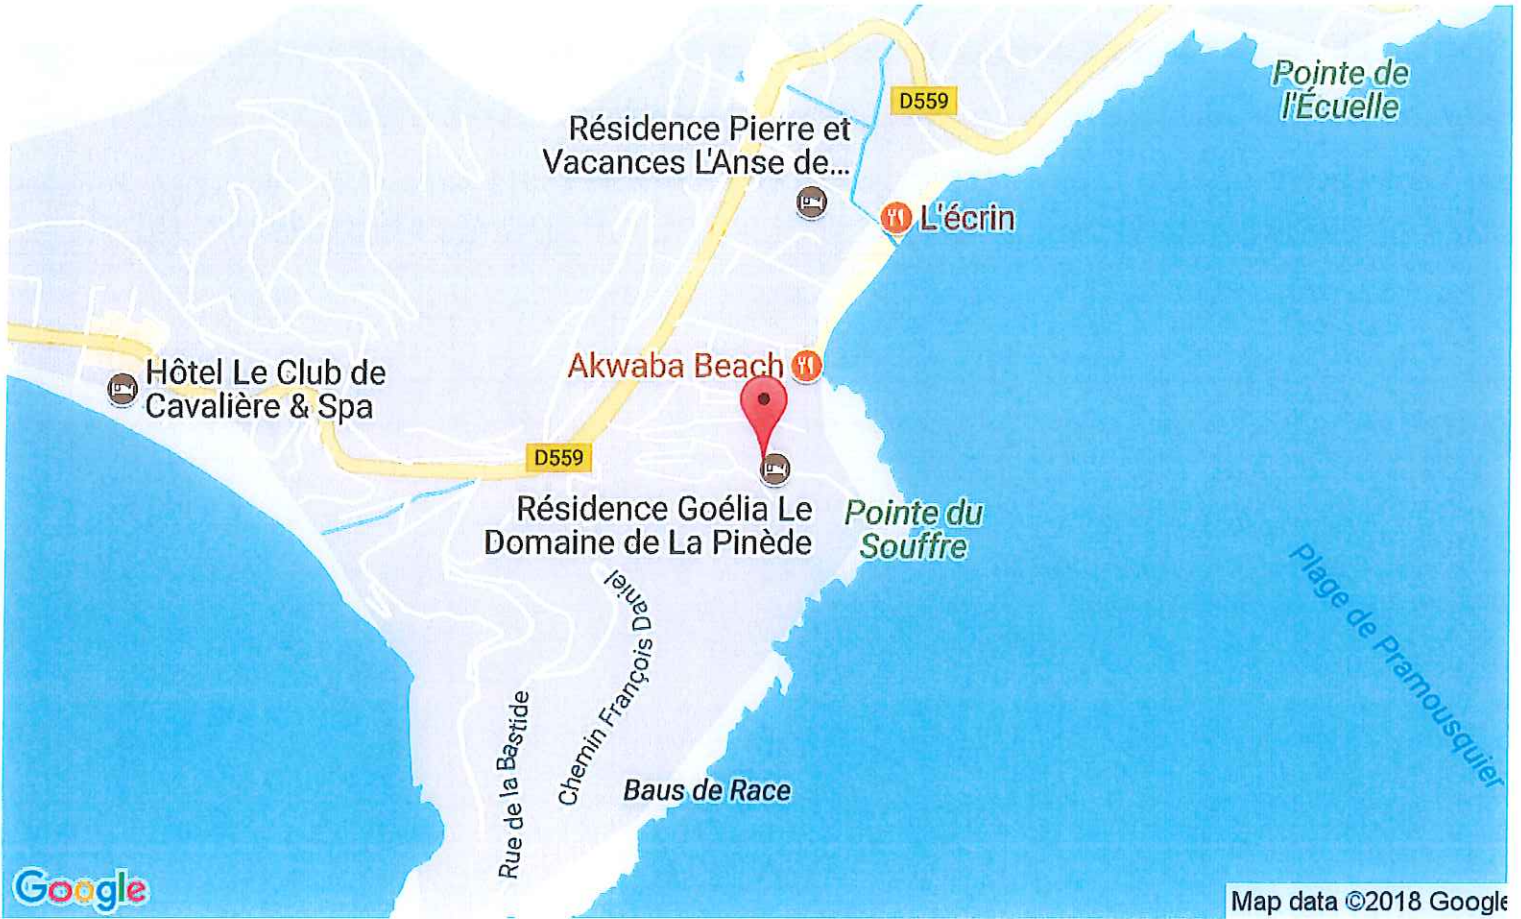 Pointe de
l'Écuelle
D559
Résidence Pierre et
Vacances L'Anse de...
L'écrin
Akwaba Beach
Hôtel Le Club de
Cavalière & Spa
D559
Résidence Goélia Le
Domaine de La Pinède
Pointe du
Souffre
Plage de Pramousquier
Chemin François Daniel
Rue de la Bastide
Baus de Race
Google
Map data ©2018 Google